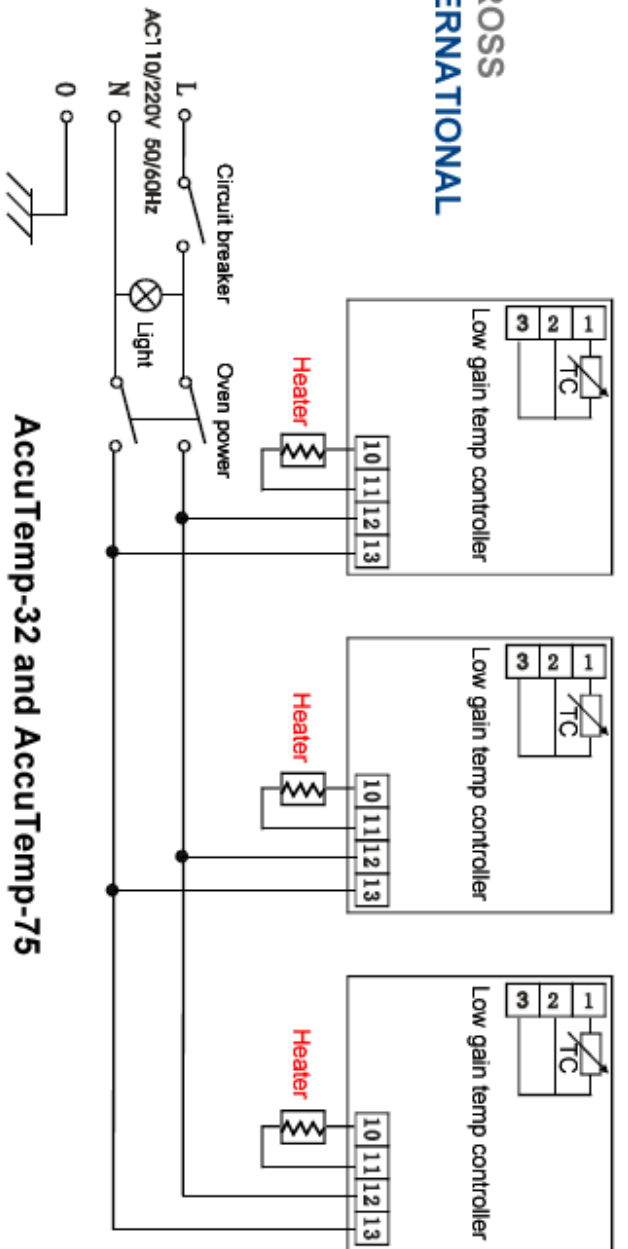 1
2
3
TC
Low gain temp controller
10 11 12 13
Heater
1
2
3
TC
Low gain temp controller
10 11 12 13
Heater
1
2
3
TC
Low gain temp controller
10 11 12 13
Heater
ROSS
ERNATIONAL
Circuit breaker
Oven power
L
AC110/220V 50/60Hz
Light
N
0
AccuTemp-32 and AccuTemp-75